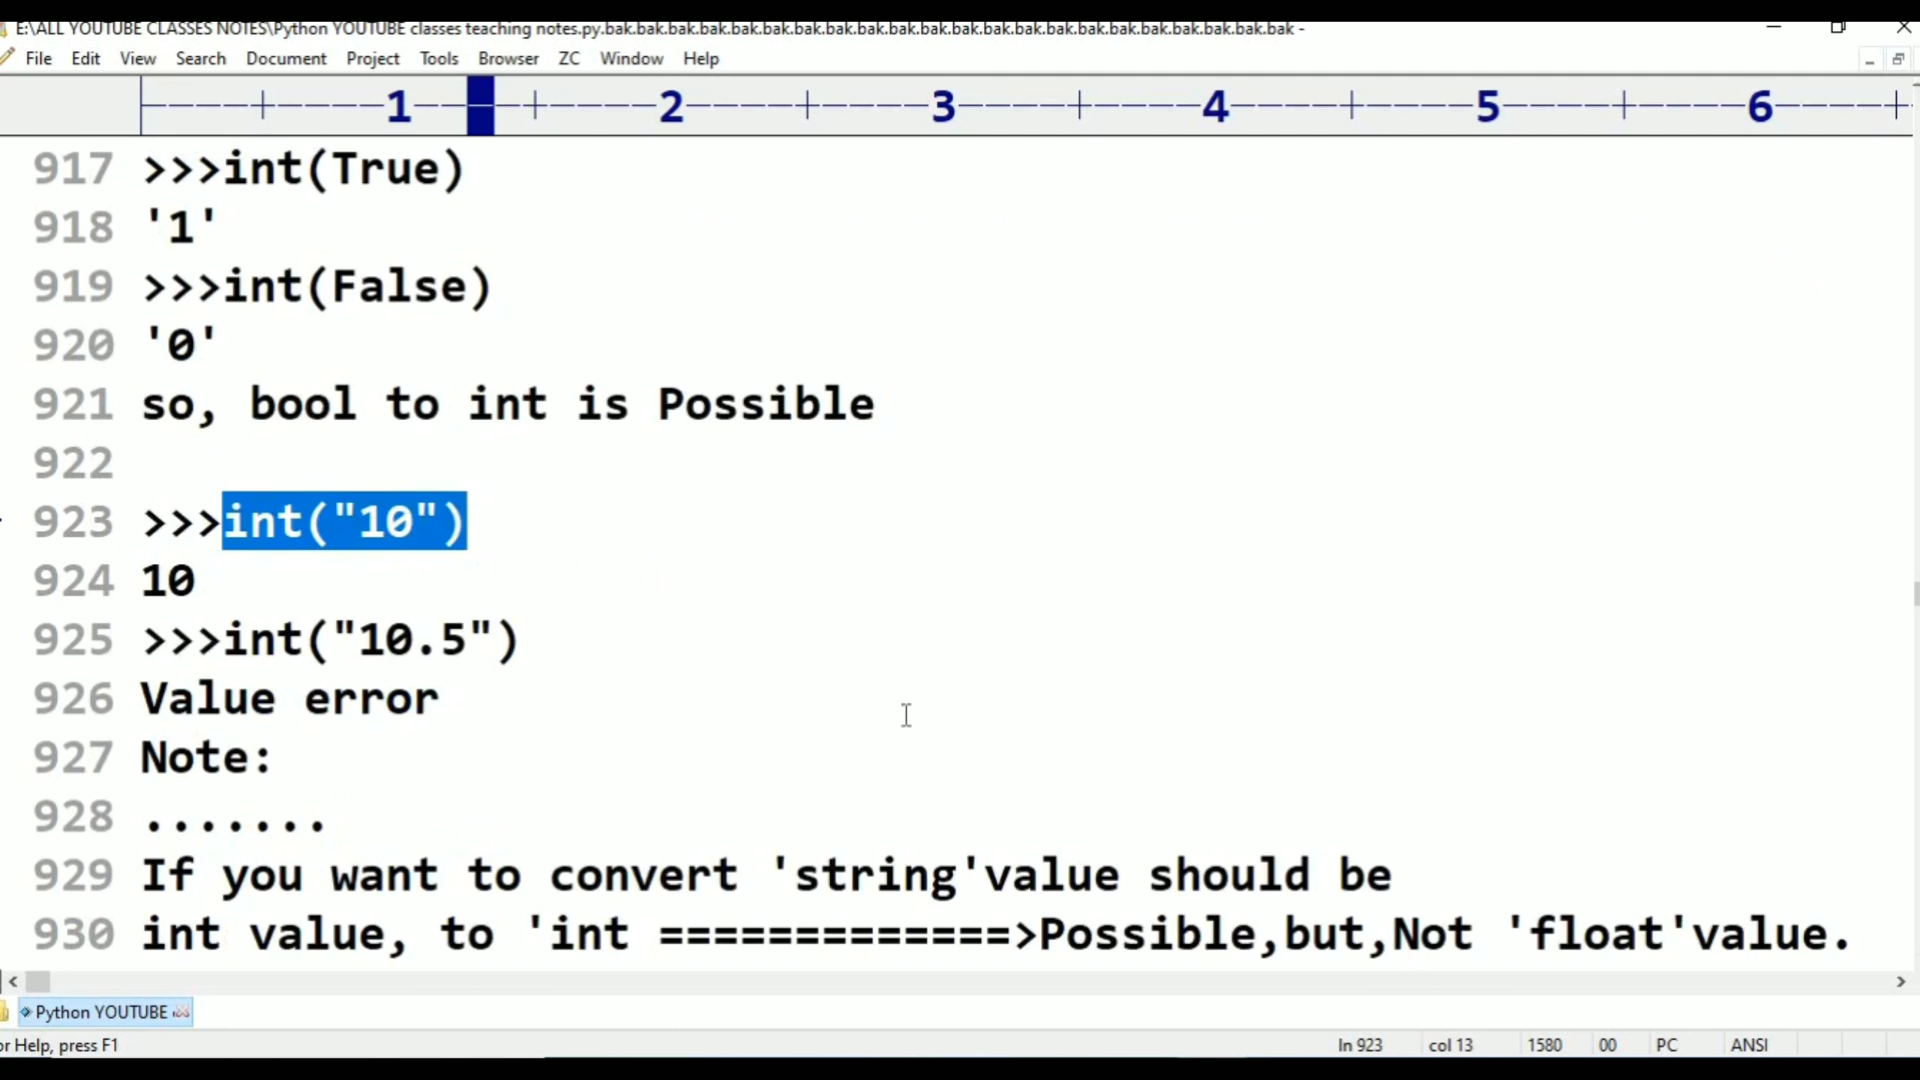 E:\ALL YOUTUBE CLASSES NOTES\Python YOUTUBE classes teaching notes.py.bak.bak.bak.bak.bak.bak.bak.bak.bak.bak.bak.bak.bak.bak.bak.bak.bak.bak.bak.bak.bak.bak -
File Edit View Search Document Project Tools Browser ZC Window Help
1 2 3 4 5 6
917 >>>int(True)
918 '1'
919 >>>int(False)
920 '0'
921 so, bool to int is Possible
922
923 >>>int("10")
924 10
925 >>>int("10.5")
926 Value error
927 Note:
928 .......
929 If you want to convert 'string'value should be
930 int value, to 'int =============>Possible,but,Not 'float'value.
Python YOUTUBE
or Help, press F1 ln 923 col 13 1580 00 PC ANSI